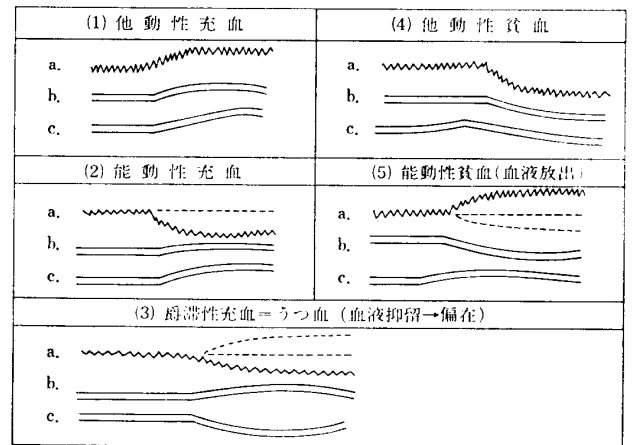 (1) 他動性充血
a.
b.
c.
(4) 他動性貧血
a.
b.
c.
(2) 能動性充血
a.
b.
c.
(5) 能動性貧血(血液放出)
a.
b.
c.
(3) 欝滞性充血=うつ血 (血液抑留→偏在)
a.
b.
c.